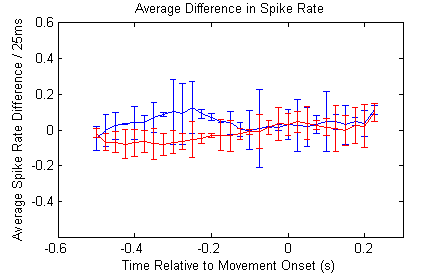 Average Difference in Spike Rate
Average Spike Rate Difference / 25ms
0.6
0.4
0.2
0
-0.2
-0.4
-0.6 -0.4 -0.2 0 0.2
Time Relative to Movement Onset (s)